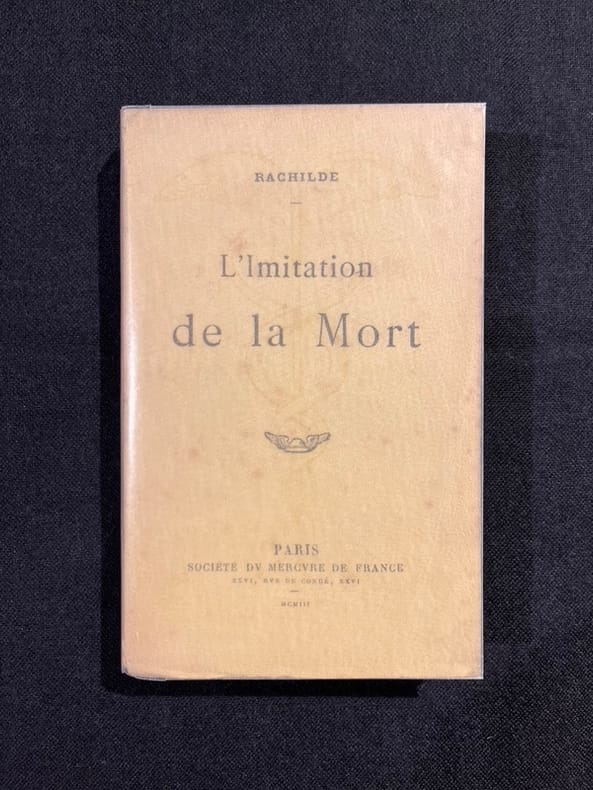 RACHILDE
L'Imitation
de la Mort
PARIS
SOCIÉTÉ DV MERCVRE DE FRANCE
XXVI, RVE DE CONDÉ, XXVI
MCMIII